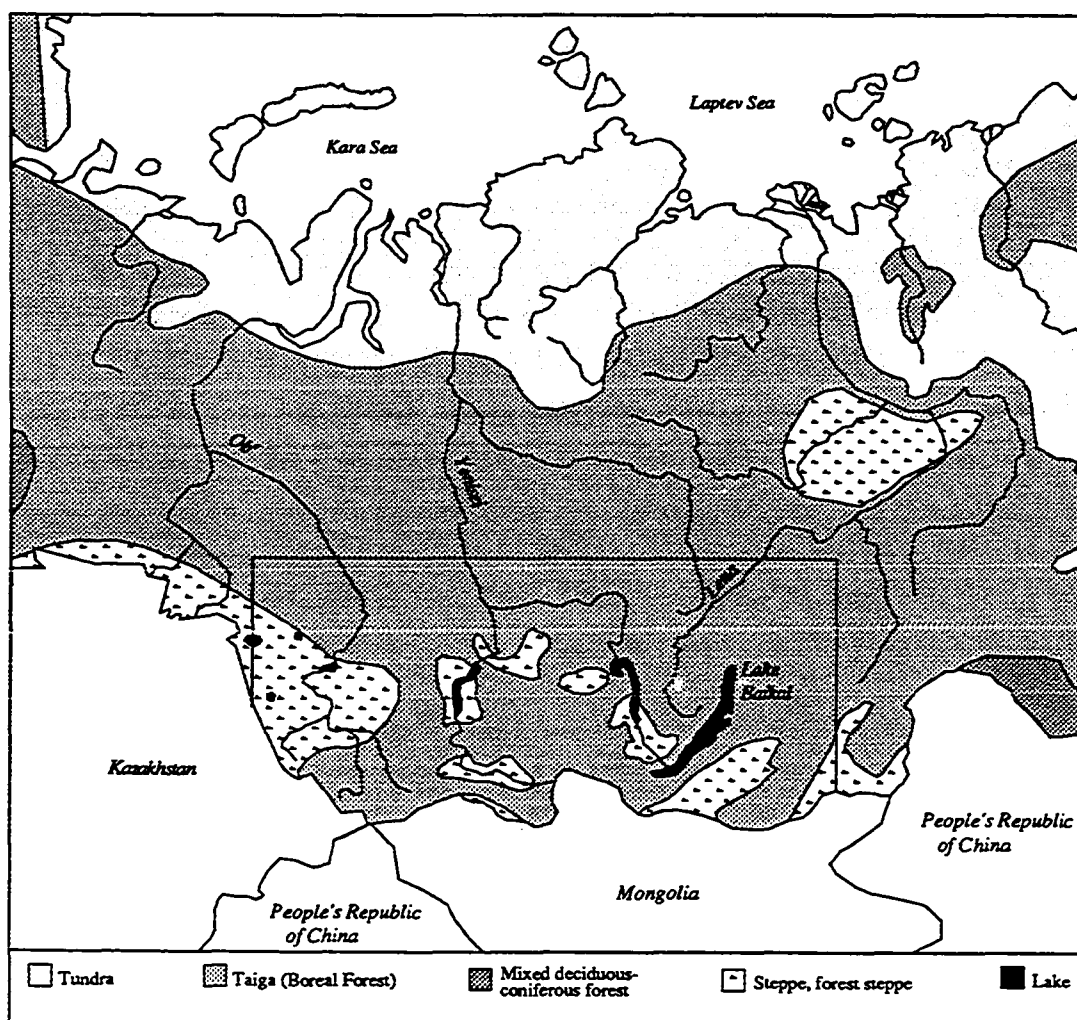 Laptev Sea
Kara Sea
Ob'
Yenisei
Lena
Lake
Baikal
Kazakhstan
People's Republic
of China
Mongolia
People's Republic
of China
Tundra
Taiga (Boreal Forest)
Mixed deciduous-
coniferous forest
Steppe, forest steppe
Lake